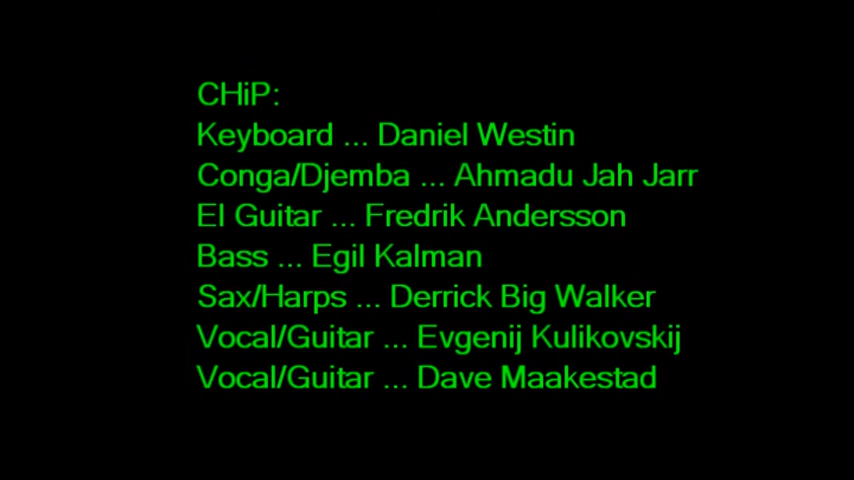 CHiP:
Keyboard ... Daniel Westin
Conga/Djemba ... Ahmadu Jah Jarr
El Guitar ... Fredrik Andersson
Bass ... Egil Kalman
Sax/Harps ... Derrick Big Walker
Vocal/Guitar ... Evgenij Kulikovskij
Vocal/Guitar ... Dave Maakestad